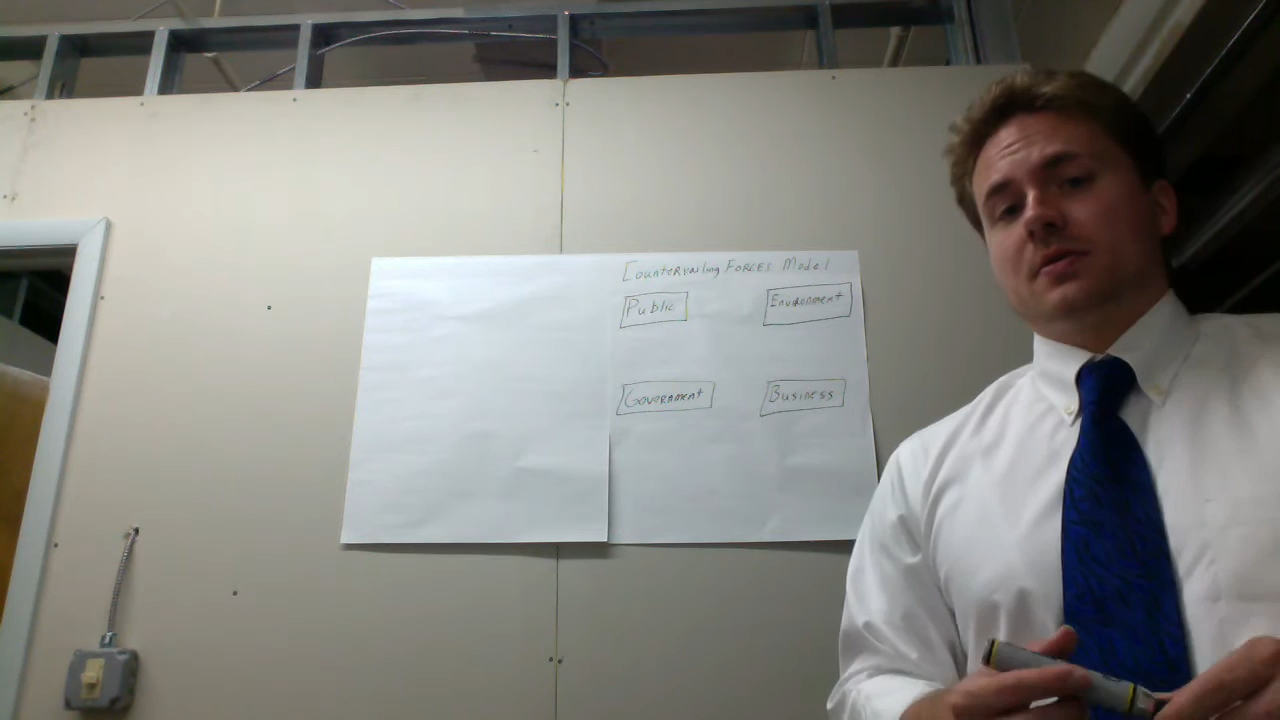 Countervailing Forces Model
Public
Environment
Government
Business